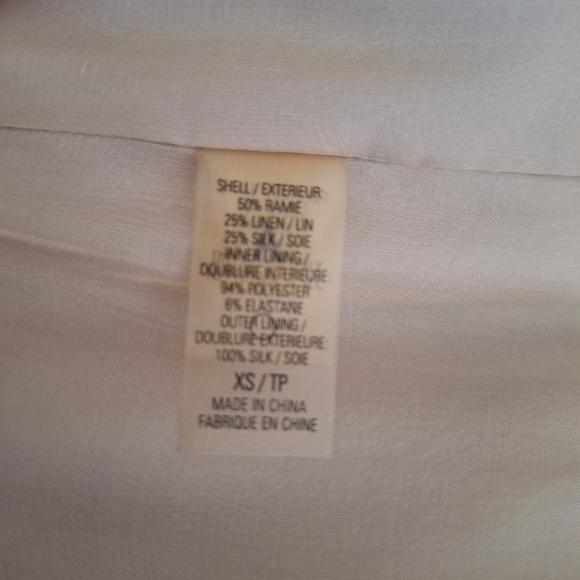 SHELL / EXTERIEUR:
50% RAMIE
25% LINEN / LIN
25% SILK / SOIE
INNER LINING /
DOUBLURE INTERIEURE:
94% POLYESTER
6% ELASTANE
OUTER LINING /
DOUBLURE EXTERIEURE:
100% SILK / SOIE
XS / TP
MADE IN CHINA
FABRIQUE EN CHINE